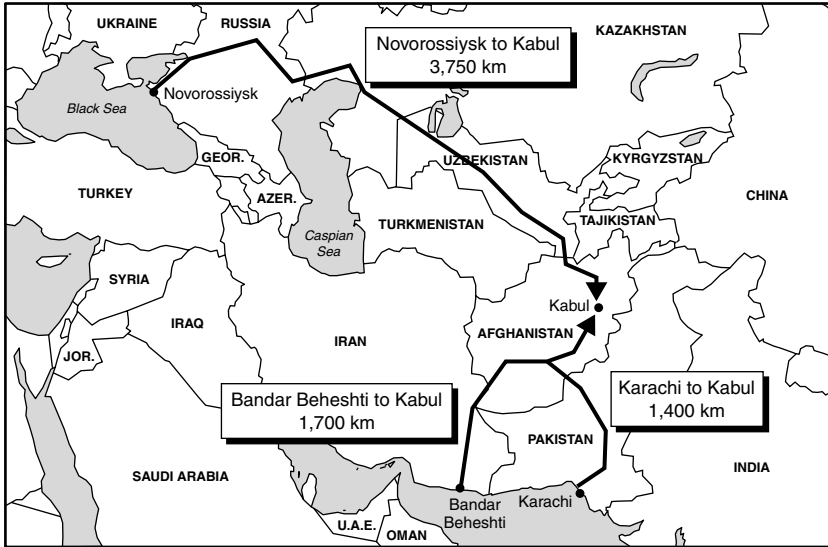 UKRAINE
RUSSIA
KAZAKHSTAN
Novorossiysk to Kabul
3,750 km
Black Sea
Novorossiysk
GEOR.
UZBEKISTAN
KYRGYZSTAN
TURKEY
AZER.
CHINA
TURKMENISTAN
TAJIKISTAN
Caspian
Sea
SYRIA
Kabul
IRAQ
IRAN
AFGHANISTAN
JOR.
Bandar Beheshti to Kabul
1,700 km
Karachi to Kabul
1,400 km
PAKISTAN
SAUDI ARABIA
INDIA
Bandar
Beheshti
Karachi
U.A.E.
OMAN